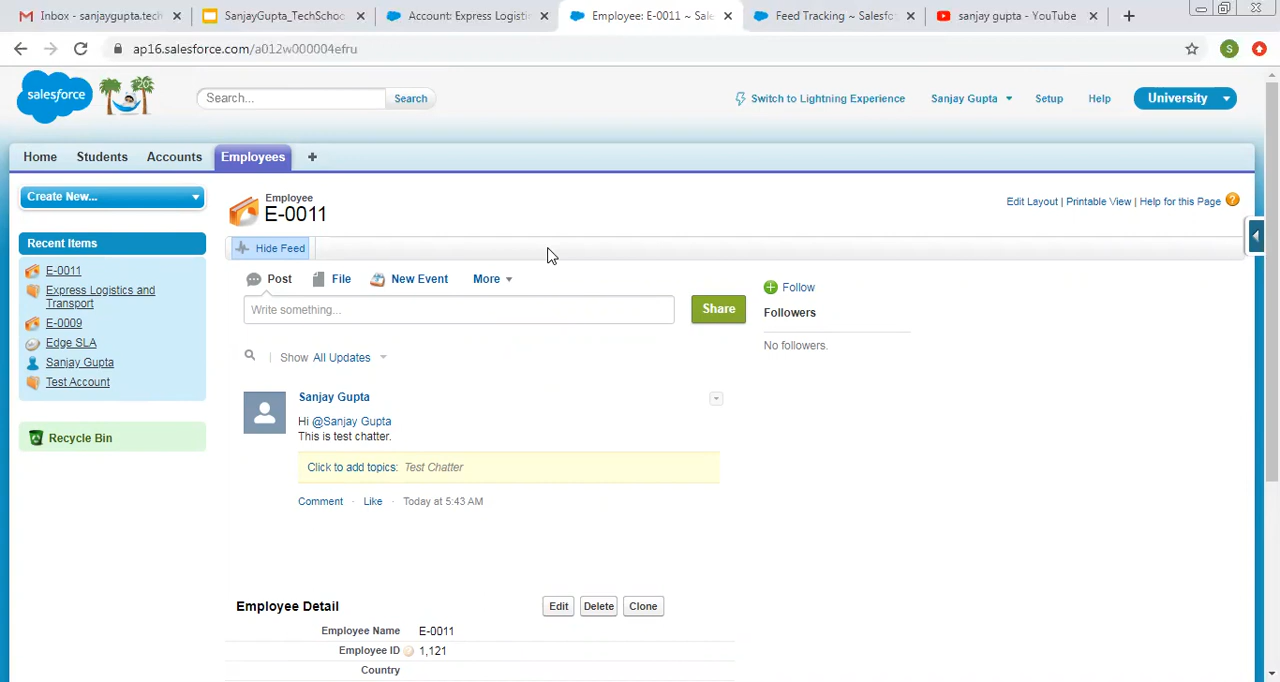 Inbox - sanjaygupta.tech
SanjayGupta_TechSchoo
Account: Express Logistic
Employee: E-0011 ~ Sale
Feed Tracking ~ Salesfo
sanjay gupta - YouTube
ap16.salesforce.com/a012w000004efru
S
salesforce
20
Search...
Search
Switch to Lightning Experience
Sanjay Gupta
Setup
Help
University
Home
Students
Accounts
Employees
Create New...
Recent Items
E-0011
Express Logistics and
Transport
E-0009
Edge SLA
Sanjay Gupta
Test Account
Recycle Bin
Employee
E-0011
Edit Layout | Printable View | Help for this Page ?
Hide Feed
Post
File
New Event
More
Write something...
Share
Follow
Followers
No followers.
Show All Updates
Sanjay Gupta
Hi @Sanjay Gupta
This is test chatter.
Click to add topics: Test Chatter
Comment · Like · Today at 5:43 AM
Employee Detail
Edit
Delete
Clone
Employee Name E-0011
Employee ID 1,121
Country